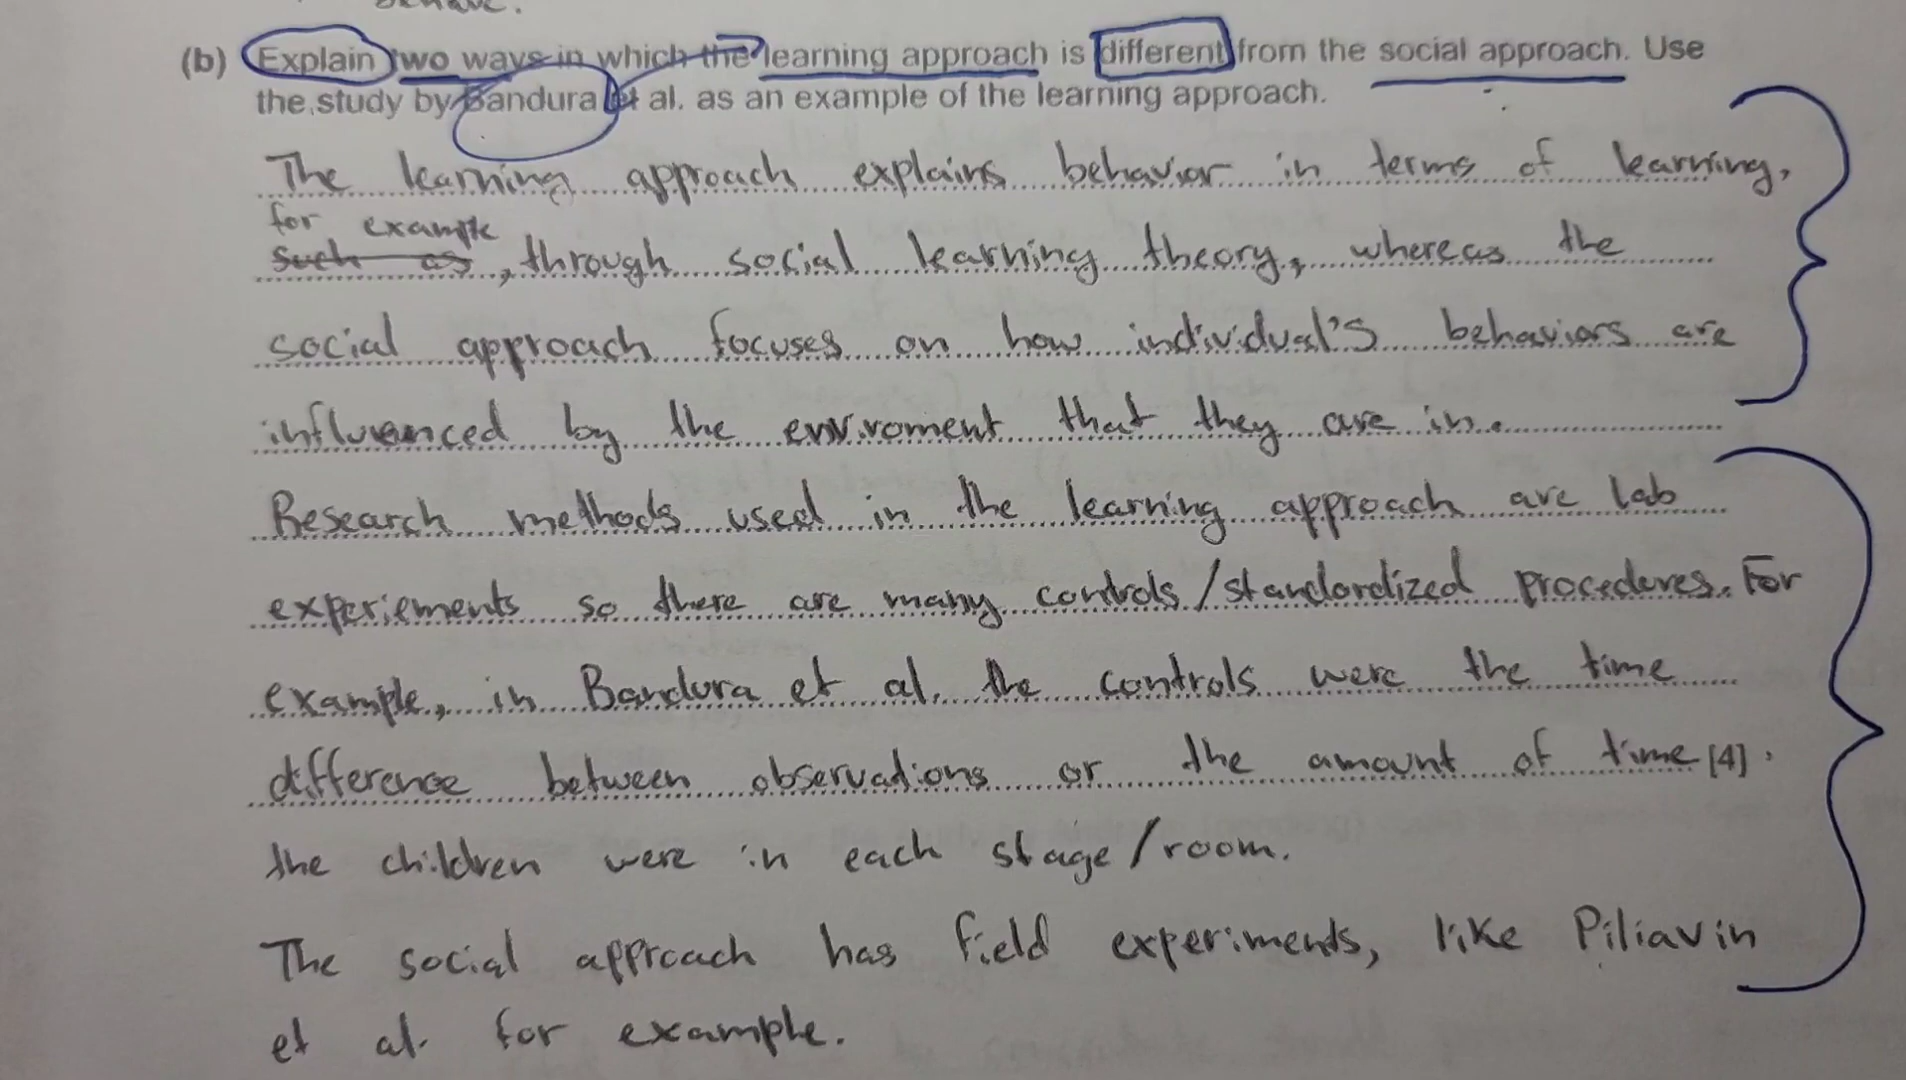 behave.
(b) Explain two ways in which the learning approach is different from the social approach. Use
the study by Bandura et al. as an example of the learning approach.
The learning approach explains behavior in terms of learning,
for example
such as, through social learning theory, whereas the
social approach focuses on how individual's behaviors are
influenced by the enviroment that they are in.
Research methods used in the learning approach are lab
experiements so there are many controls/standardized procedures. For
example, in Bandura et al. the controls were the time
difference between observations or the amount of time [4]
the children were in each stage/room.
The social approach has field experiments, like Piliavin
et al. for example.